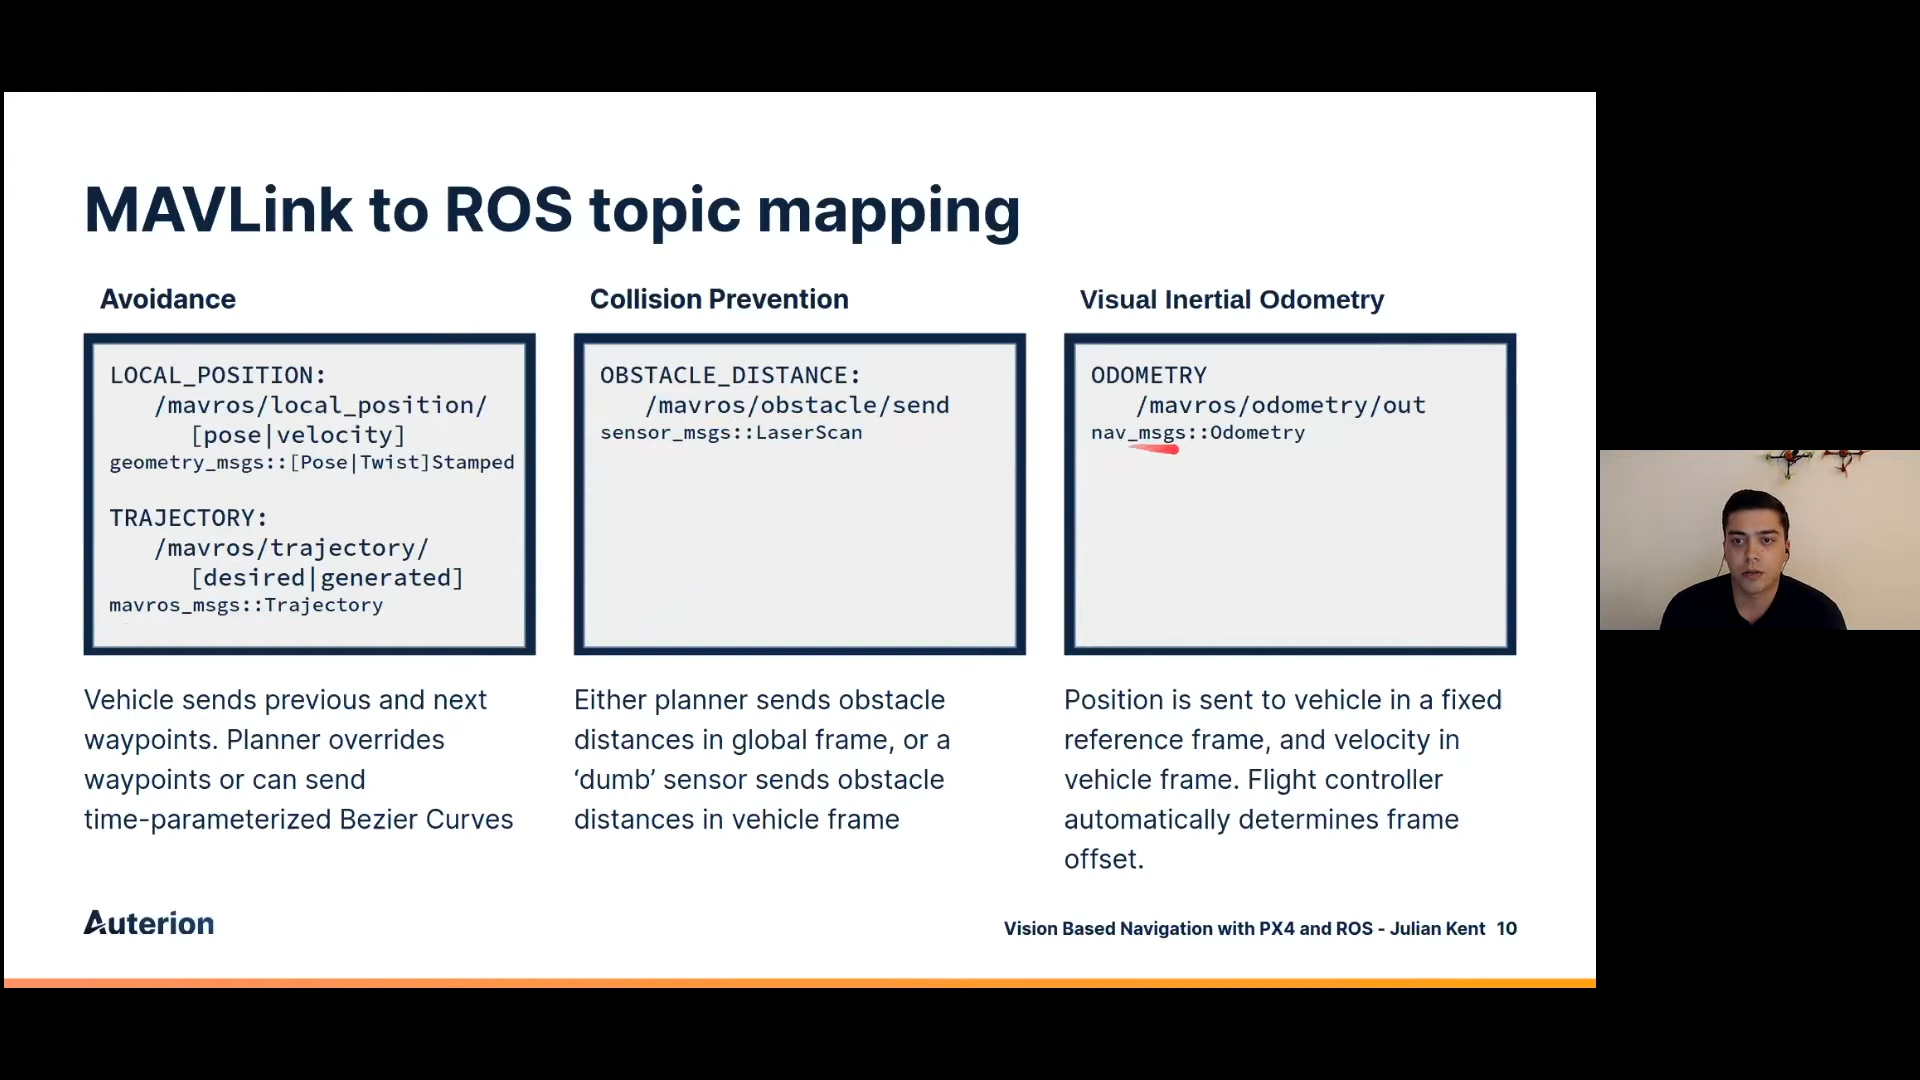 MAVLink to ROS topic mapping
Avoidance
LOCAL_POSITION:
/mavros/local_position/
[pose|velocity]
geometry_msgs::[Pose|Twist]Stamped
TRAJECTORY:
/mavros/trajectory/
[desired|generated]
mavros_msgs::Trajectory
Vehicle sends previous and next
waypoints. Planner overrides
waypoints or can send
time-parameterized Bezier Curves
Collision Prevention
OBSTACLE_DISTANCE:
/mavros/obstacle/send
sensor_msgs::LaserScan
Either planner sends obstacle
distances in global frame, or a
‘dumb’ sensor sends obstacle
distances in vehicle frame
Visual Inertial Odometry
ODOMETRY
/mavros/odometry/out
nav_msgs::Odometry
Position is sent to vehicle in a fixed
reference frame, and velocity in
vehicle frame. Flight controller
automatically determines frame
offset.
Auterion
Vision Based Navigation with PX4 and ROS - Julian Kent 10